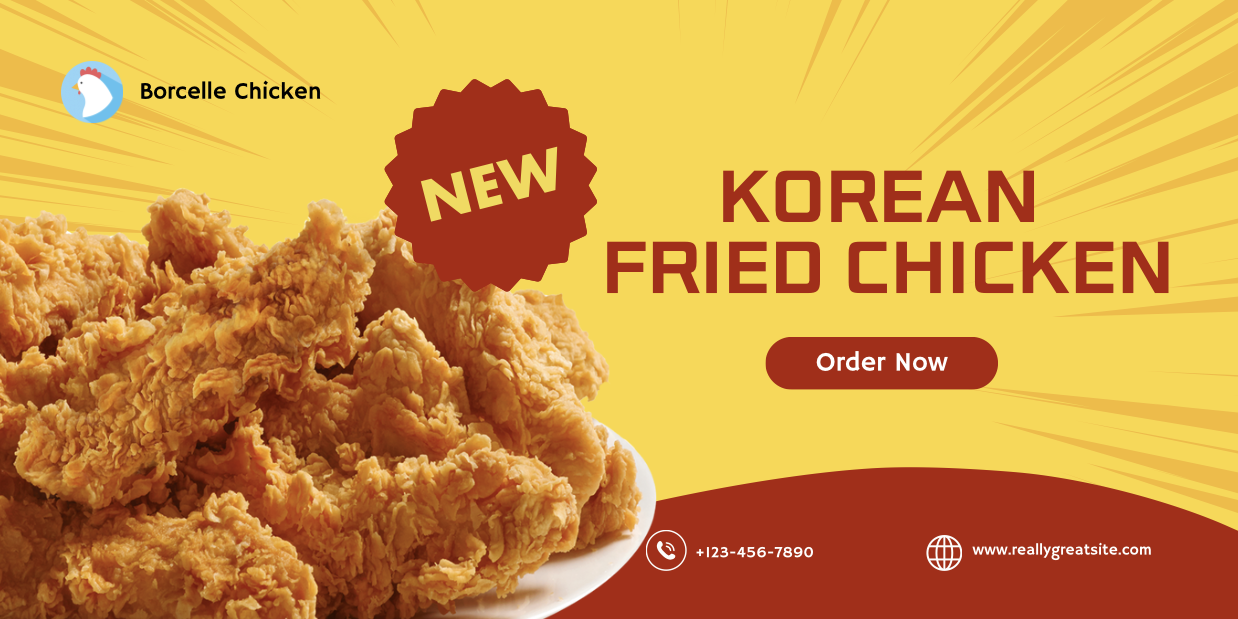 Borcelle Chicken
NEW
KOREAN
FRIED CHICKEN
Order Now
+123-456-7890
www.reallygreatsite.com